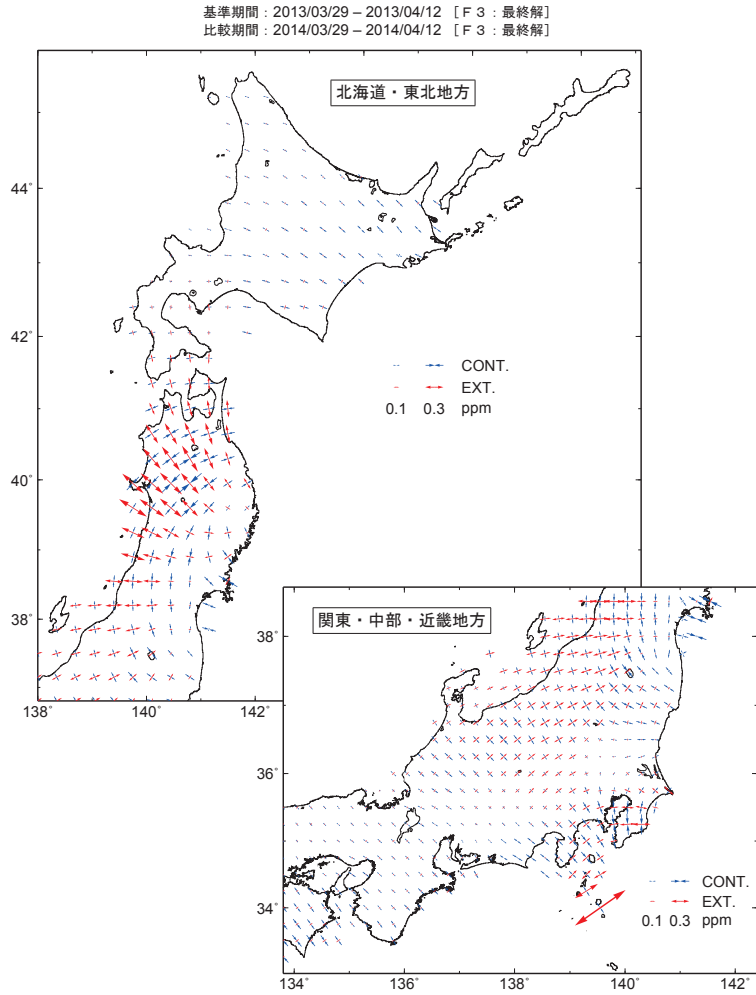 基準期間：2013/03/29－2013/04/12 ［Ｆ３：最終解］
比較期間：2014/03/29－2014/04/12 ［Ｆ３：最終解］
北海道・東北地方
44°
42°
CONT.
EXT.
0.1 0.3 ppm
40°
38°
138° 140° 142°
関東・中部・近畿地方
38°
36°
34°
CONT.
EXT.
0.1 0.3 ppm
134° 136° 138° 140° 142°